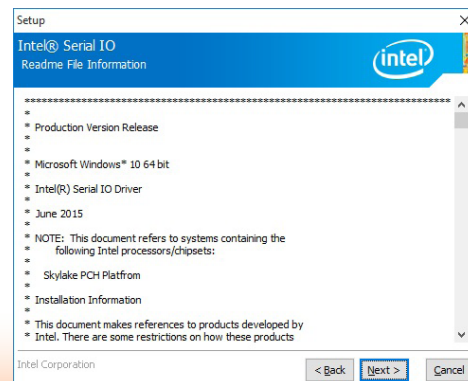 Setup
Intel® Serial IO
Readme File Information
intel
********************************************************************************
*
* Production Version Release
*
*
* Microsoft Windows* 10 64 bit
*
* Intel(R) Serial IO Driver
*
* June 2015
*
* NOTE: This document refers to systems containing the
* following Intel processors/chipsets:
*
* Skylake PCH Platfrom
*
* Installation Information
*
* This document makes references to products developed by
* Intel. There are some restrictions on how these products
Intel Corporation
< Back Next > Cancel